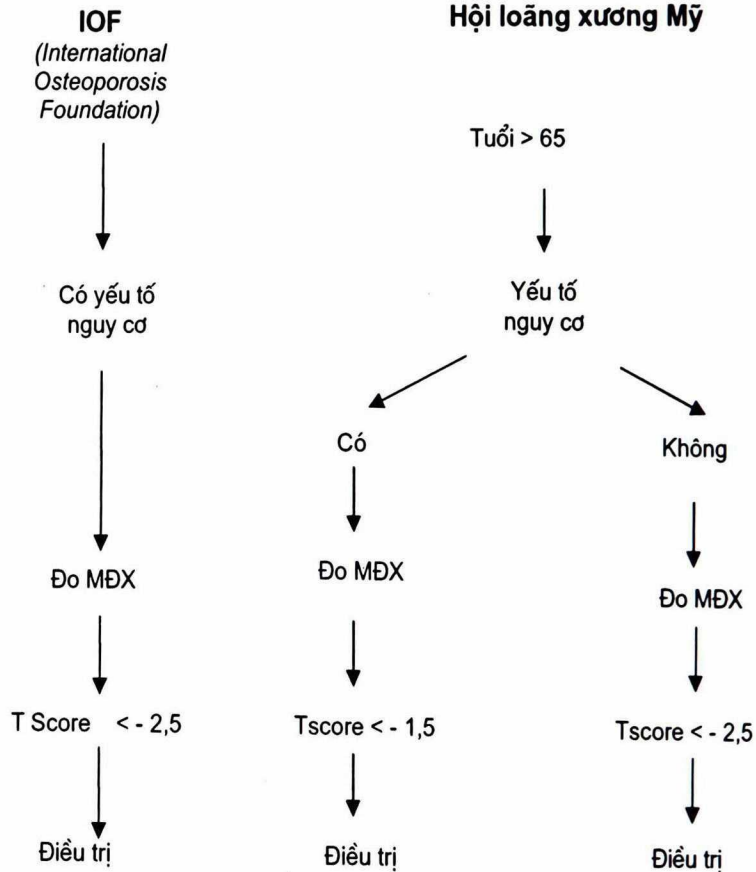 IOF
(International
Osteoporosis
Foundation)
Có yếu tố
nguy cơ
Đo MĐX
T Score < - 2,5
Điều trị
Hội loãng xương Mỹ
Tuổi > 65
Yếu tố
nguy cơ
Có
Đo MĐX
Tscore < - 1,5
Điều trị
Không
Đo MĐX
Tscore < - 2,5
Điều trị